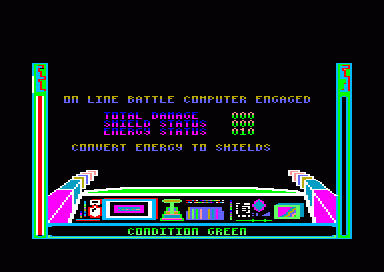 ON LINE BATTLE COMPUTER ENGAGED
TOTAL DAMAGE 000
SHIELD STATUS 000
ENERGY STATUS 010
CONVERT ENERGY TO SHIELDS
CONDITION GREEN